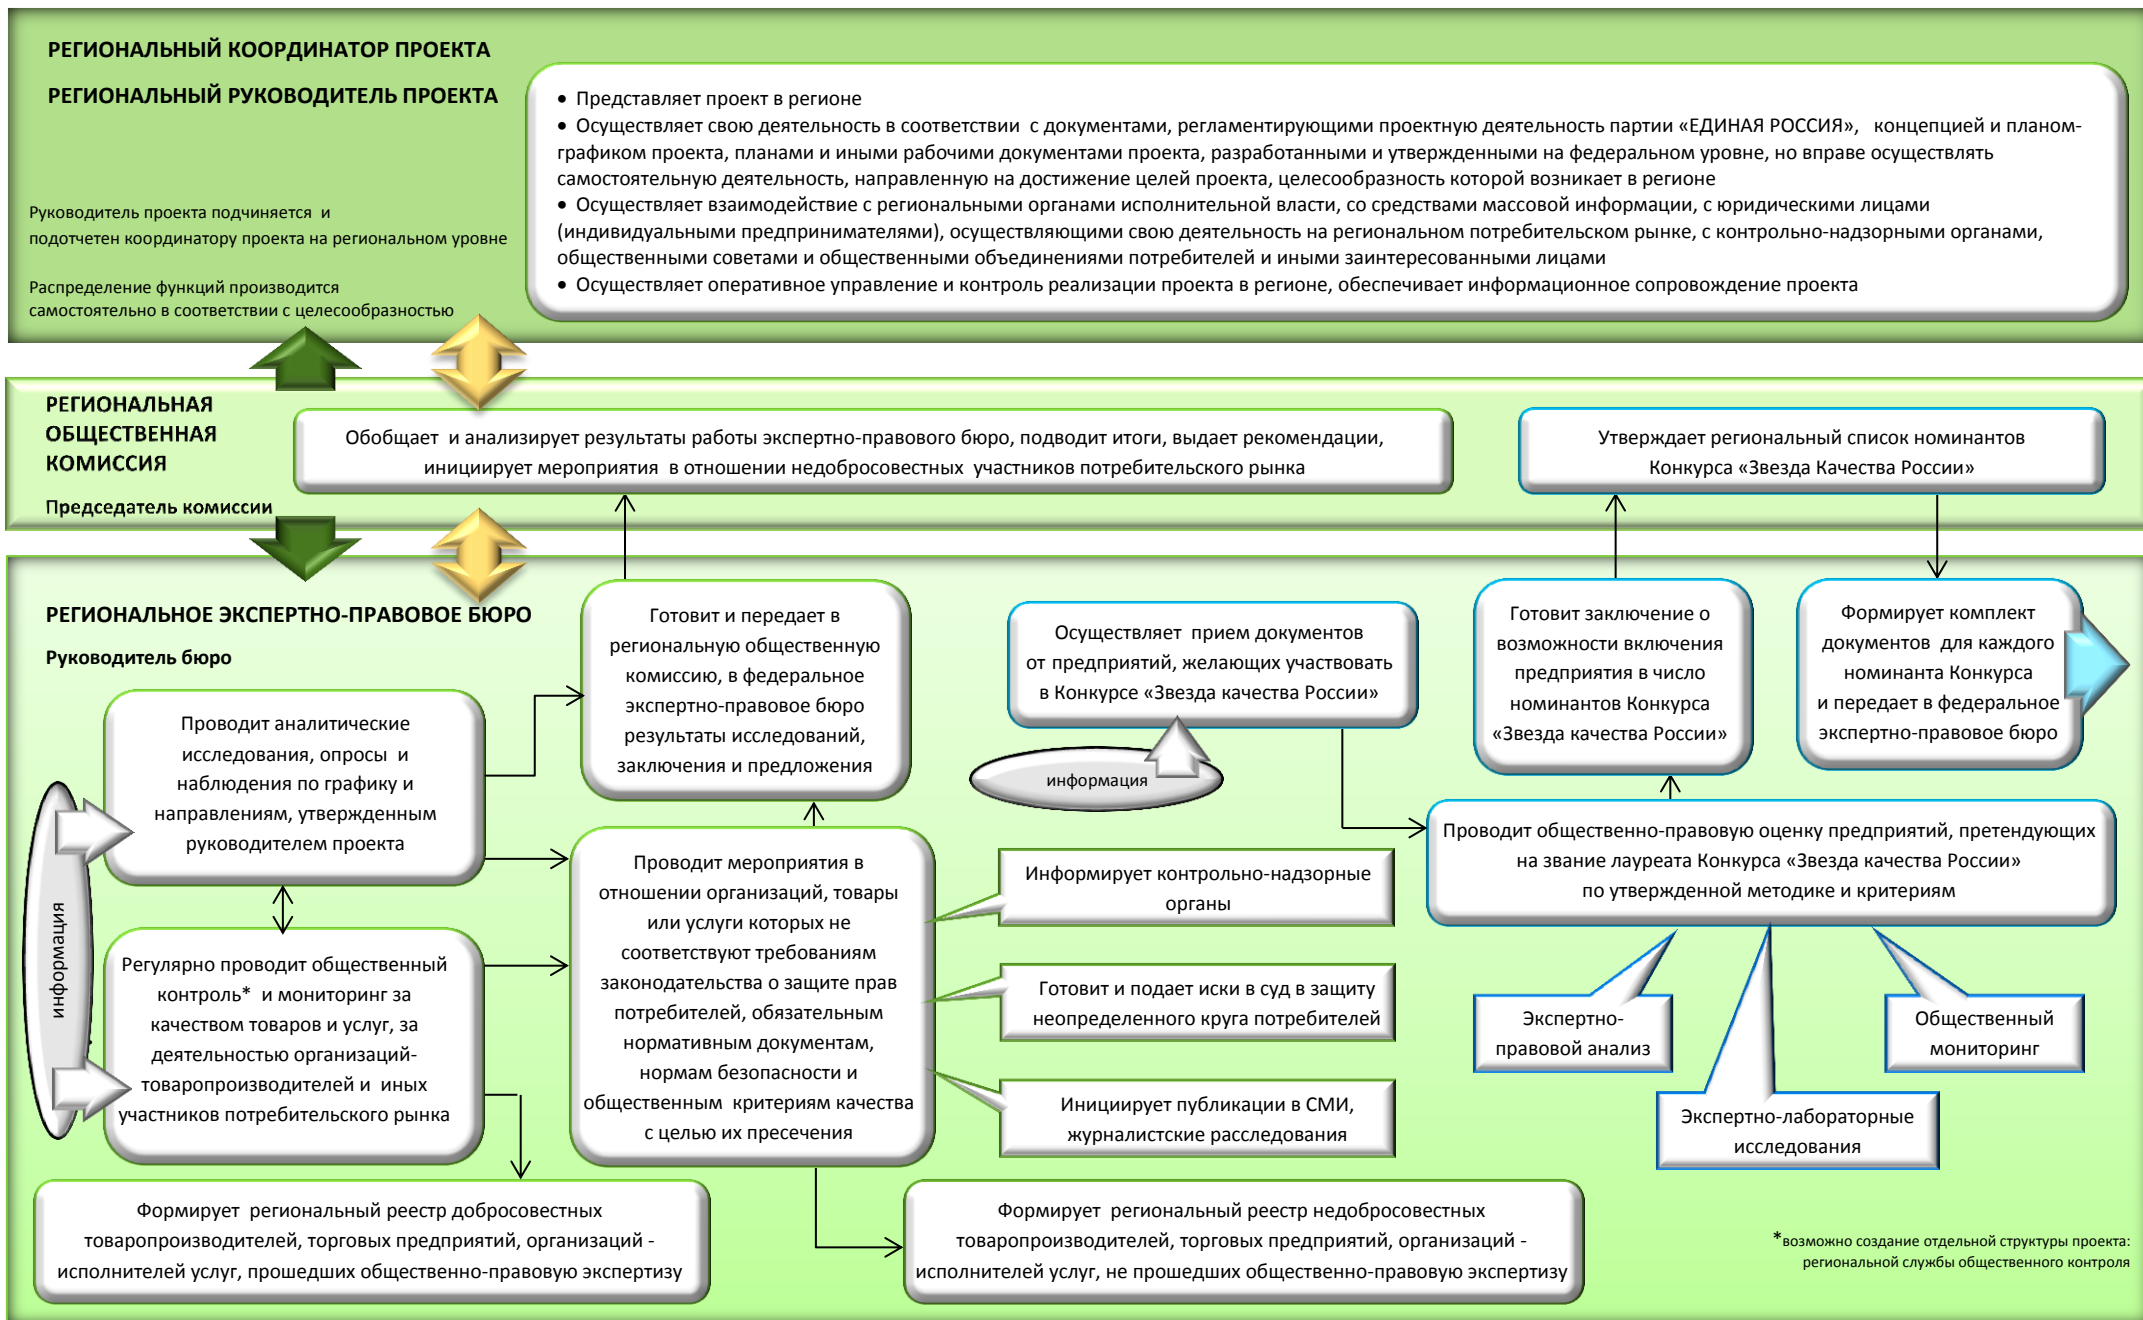 РЕГИОНАЛЬНЫЙ КООРДИНАТОР ПРОЕКТА
РЕГИОНАЛЬНЫЙ РУКОВОДИТЕЛЬ ПРОЕКТА
Руководитель проекта подчиняется и
подотчетен координатору проекта на региональном уровне
Распределение функций производится
самостоятельно в соответствии с целесообразностью
• Представляет проект в регионе
• Осуществляет свою деятельность в соответствии с документами, регламентирующими проектную деятельность партии «ЕДИНАЯ РОССИЯ», концепцией и планом-
графиком проекта, планами и иными рабочими документами проекта, разработанными и утвержденными на федеральном уровне, но вправе осуществлять
самостоятельную деятельность, направленную на достижение целей проекта, целесообразность которой возникает в регионе
• Осуществляет взаимодействие с региональными органами исполнительной власти, со средствами массовой информации, с юридическими лицами
(индивидуальными предпринимателями), осуществляющими свою деятельность на региональном потребительском рынке, с контрольно-надзорными органами,
общественными советами и общественными объединениями потребителей и иными заинтересованными лицами
• Осуществляет оперативное управление и контроль реализации проекта в регионе, обеспечивает информационное сопровождение проекта
РЕГИОНАЛЬНАЯ
ОБЩЕСТВЕННАЯ
КОМИССИЯ
Председатель комиссии
Обобщает и анализирует результаты работы экспертно-правового бюро, подводит итоги, выдает рекомендации,
инициирует мероприятия в отношении недобросовестных участников потребительского рынка
Утверждает региональный список номинантов
Конкурса «Звезда Качества России»
РЕГИОНАЛЬНОЕ ЭКСПЕРТНО-ПРАВОВОЕ БЮРО
Руководитель бюро
информация
Проводит аналитические
исследования, опросы и
наблюдения по графику и
направлениям, утвержденным
руководителем проекта
Регулярно проводит общественный
контроль* и мониторинг за
качеством товаров и услуг, за
деятельностью организаций-
товаропроизводителей и иных
участников потребительского рынка
Готовит и передает в
региональную общественную
комиссию, в федеральное
экспертно-правовое бюро
результаты исследований,
заключения и предложения
Проводит мероприятия в
отношении организаций, товары
или услуги которых не
соответствуют требованиям
законодательства о защите прав
потребителей, обязательным
нормативным документам,
нормам безопасности и
общественным критериям качества
с целью их пресечения
Осуществляет прием документов
от предприятий, желающих участвовать
в Конкурсе «Звезда качества России»
информация
Информирует контрольно-надзорные
органы
Готовит и подает иски в суд в защиту
неопределенного круга потребителей
Инициирует публикации в СМИ,
журналистские расследования
Готовит заключение о
возможности включения
предприятия в число
номинантов Конкурса
«Звезда качества России»
Формирует комплект
документов для каждого
номинанта Конкурса
и передает в федеральное
экспертно-правовое бюро
Проводит общественно-правовую оценку предприятий, претендующих
на звание лауреата Конкурса «Звезда качества России»
по утвержденной методике и критериям
Экспертно-
правовой анализ
Экспертно-лабораторные
исследования
Общественный
мониторинг
Формирует региональный реестр добросовестных
товаропроизводителей, торговых предприятий, организаций -
исполнителей услуг, прошедших общественно-правовую экспертизу
Формирует региональный реестр недобросовестных
товаропроизводителей, торговых предприятий, организаций -
исполнителей услуг, не прошедших общественно-правовую экспертизу
*возможно создание отдельной структуры проекта:
региональной службы общественного контроля